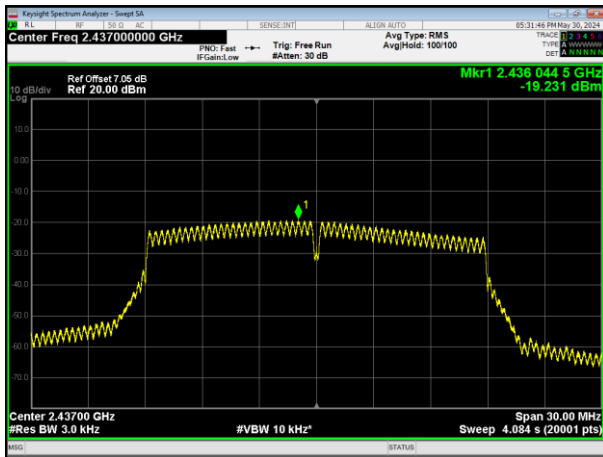 Keysight Spectrum Analyzer - Swept SA
RL RF 50 Ω AC SENSE:INT ALIGN AUTO 05:31:46 PM May 30, 2024
Center Freq 2.437000000 GHz
PNO: Fast
IFGain:Low
Trig: Free Run
#Atten: 30 dB
Avg Type: RMS
Avg|Hold: 100/100
TRACE 1 2 3 4 5 6
TYPE A WWWWW
DET A N N N N N
Ref Offset 7.05 dB
10 dB/div Ref 20.00 dBm
Log
Mkr1 2.436 044 5 GHz
-19.231 dBm
10.0
0.00
-10.0
1
-20.0
-30.0
-40.0
-50.0
-60.0
-70.0
Center 2.43700 GHz Span 30.00 MHz
#Res BW 3.0 kHz #VBW 10 kHz* Sweep 4.084 s (20001 pts)
MSG STATUS